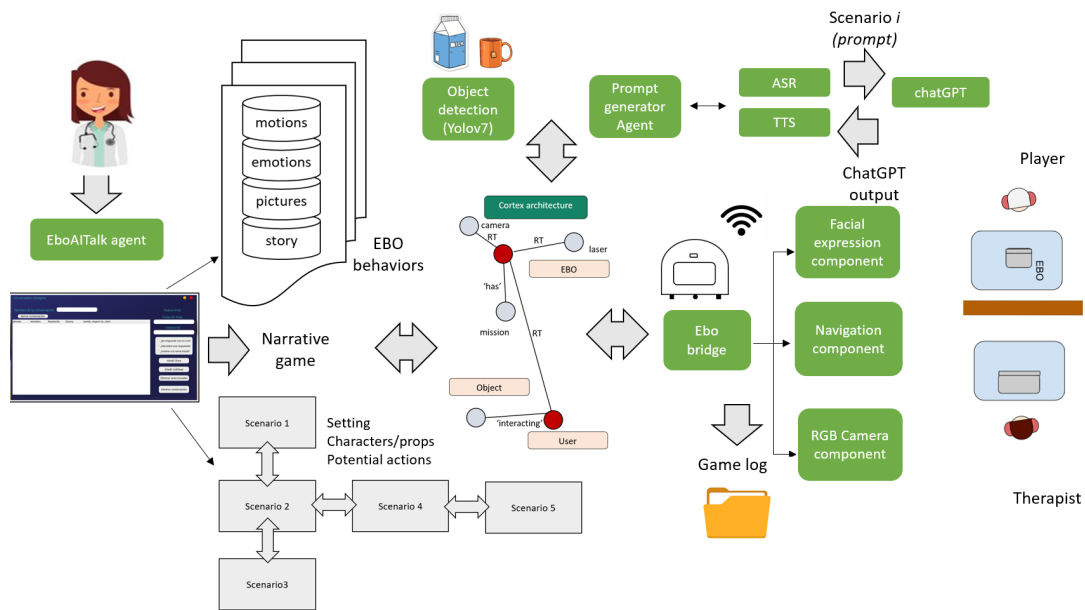 Scenario i
(prompt)
Object
detection
(Yolov7)
Prompt
generator
Agent
ASR
TTS
chatGPT
ChatGPT
output
motions
emotions
pictures
story
EBO
behaviors
EboAITalk agent
Cortex architecture
camera
RT
RT
laser
EBO
'has'
mission
RT
Object
'interacting'
User
Narrative
game
Ebo
bridge
Facial
expression
component
Navigation
component
RGB Camera
component
Game log
Player
EBO
Therapist
Scenario 1
Setting
Characters/props
Potential actions
Scenario 2
Scenario 4
Scenario 5
Scenario3